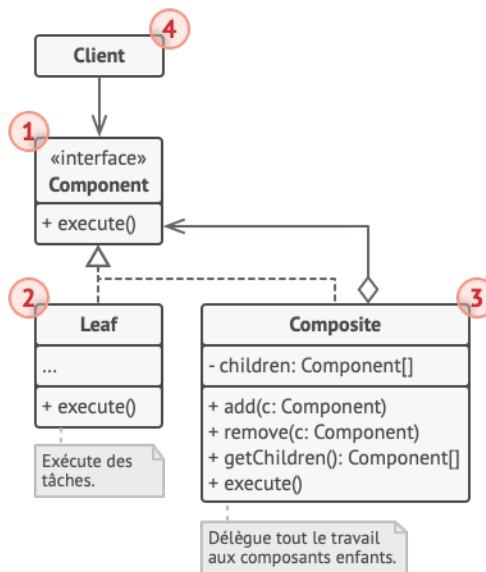 4
Client
1
«interface»
Component
+ execute()
2
Leaf
...
+ execute()
Exécute des
tâches.
3
Composite
- children: Component[]
+ add(c: Component)
+ remove(c: Component)
+ getChildren(): Component[]
+ execute()
Délègue tout le travail
aux composants enfants.